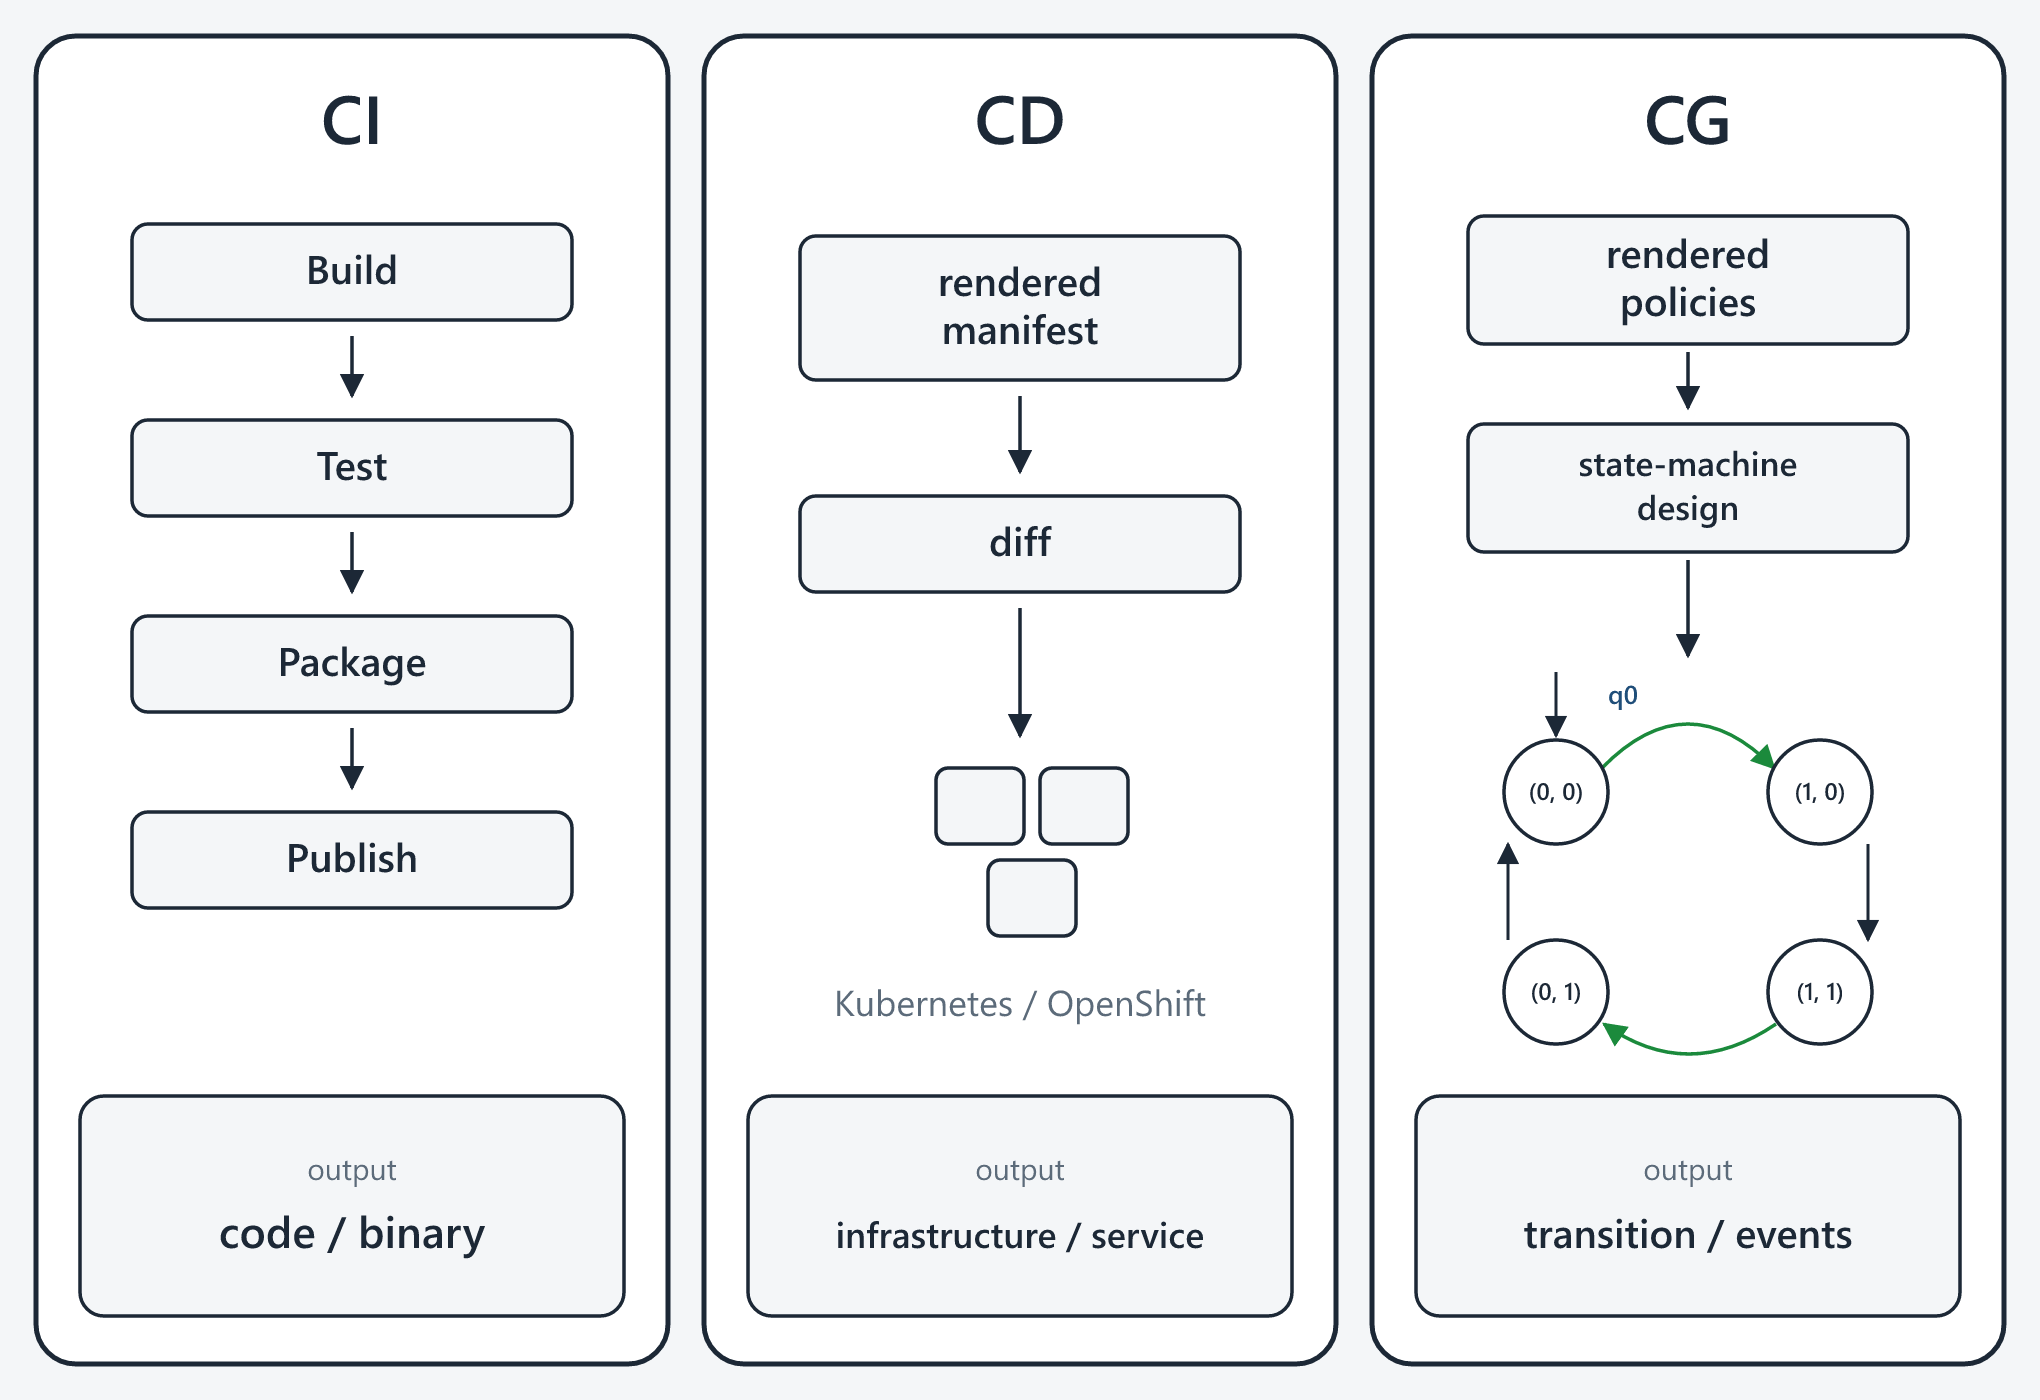 CI
Build
Test
Package
Publish
output
code / binary
CD
rendered
manifest
diff
Kubernetes / OpenShift
output
infrastructure / service
CG
rendered
policies
state-machine
design
q0
(0, 0)
(1, 0)
(0, 1)
(1, 1)
output
transition / events